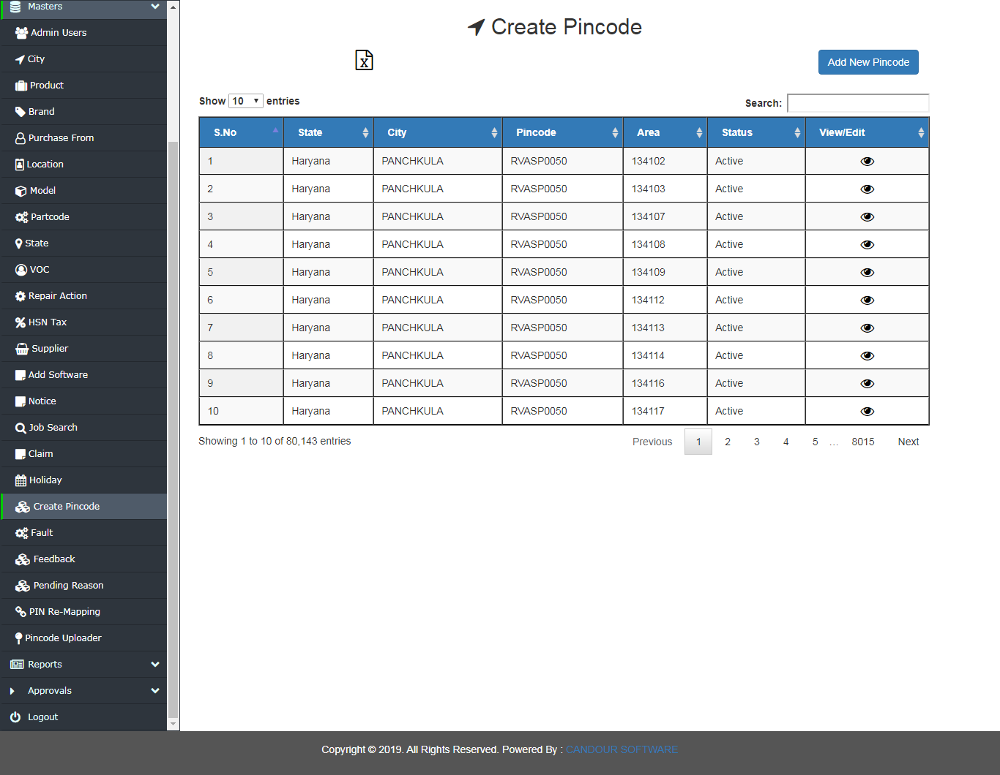 Masters
Admin Users
City
Product
Brand
Purchase From
Location
Model
Partcode
State
VOC
Repair Action
HSN Tax
Supplier
Add Software
Notice
Job Search
Claim
Holiday
Create Pincode
Fault
Feedback
Pending Reason
PIN Re-Mapping
Pincode Uploader
Reports
Approvals
Logout
Create Pincode
Add New Pincode
Show 10 entries
Search:
S.No State City Pincode Area Status View/Edit
1 Haryana PANCHKULA RVASP0050 134102 Active
2 Haryana PANCHKULA RVASP0050 134103 Active
3 Haryana PANCHKULA RVASP0050 134107 Active
4 Haryana PANCHKULA RVASP0050 134108 Active
5 Haryana PANCHKULA RVASP0050 134109 Active
6 Haryana PANCHKULA RVASP0050 134112 Active
7 Haryana PANCHKULA RVASP0050 134113 Active
8 Haryana PANCHKULA RVASP0050 134114 Active
9 Haryana PANCHKULA RVASP0050 134116 Active
10 Haryana PANCHKULA RVASP0050 134117 Active
Showing 1 to 10 of 80,143 entries
Previous 1 2 3 4 5 … 8015 Next
Copyright © 2019. All Rights Reserved. Powered By : CANDOUR SOFTWARE